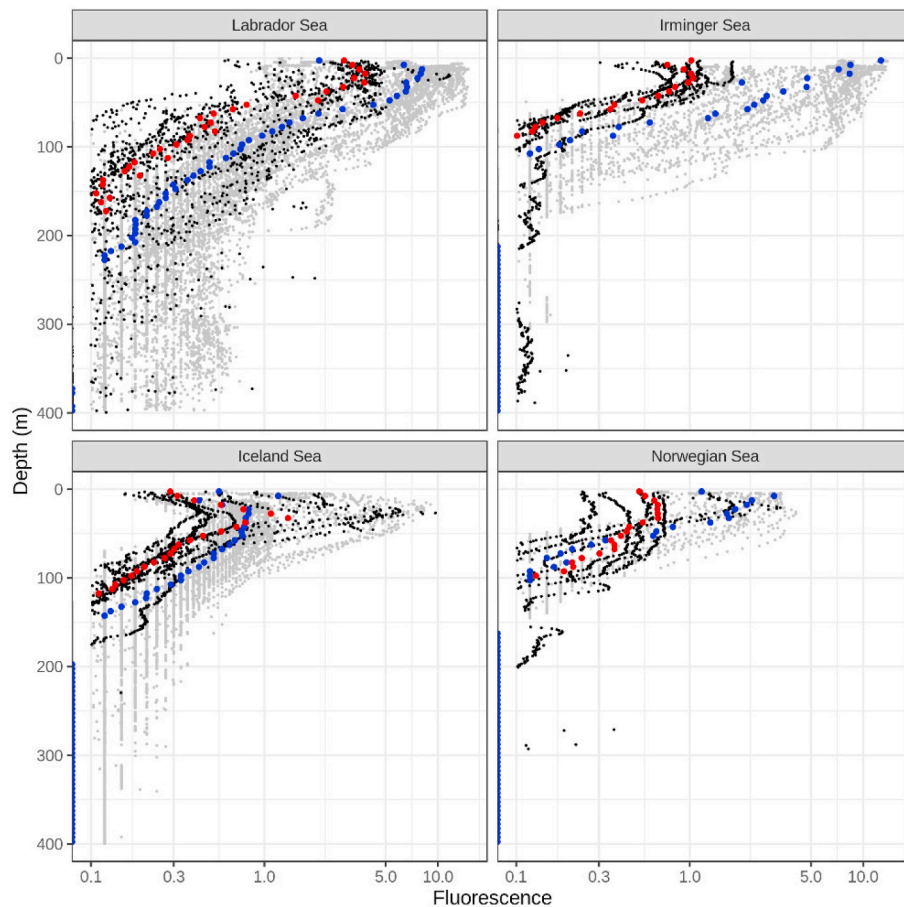 Labrador Sea
Irminger Sea
0
100
200
300
400
Iceland Sea
Norwegian Sea
0
100
200
300
400
0.1 0.3 1.0 5.0 10.0 0.1 0.3 1.0 5.0 10.0
Depth (m)
Fluorescence